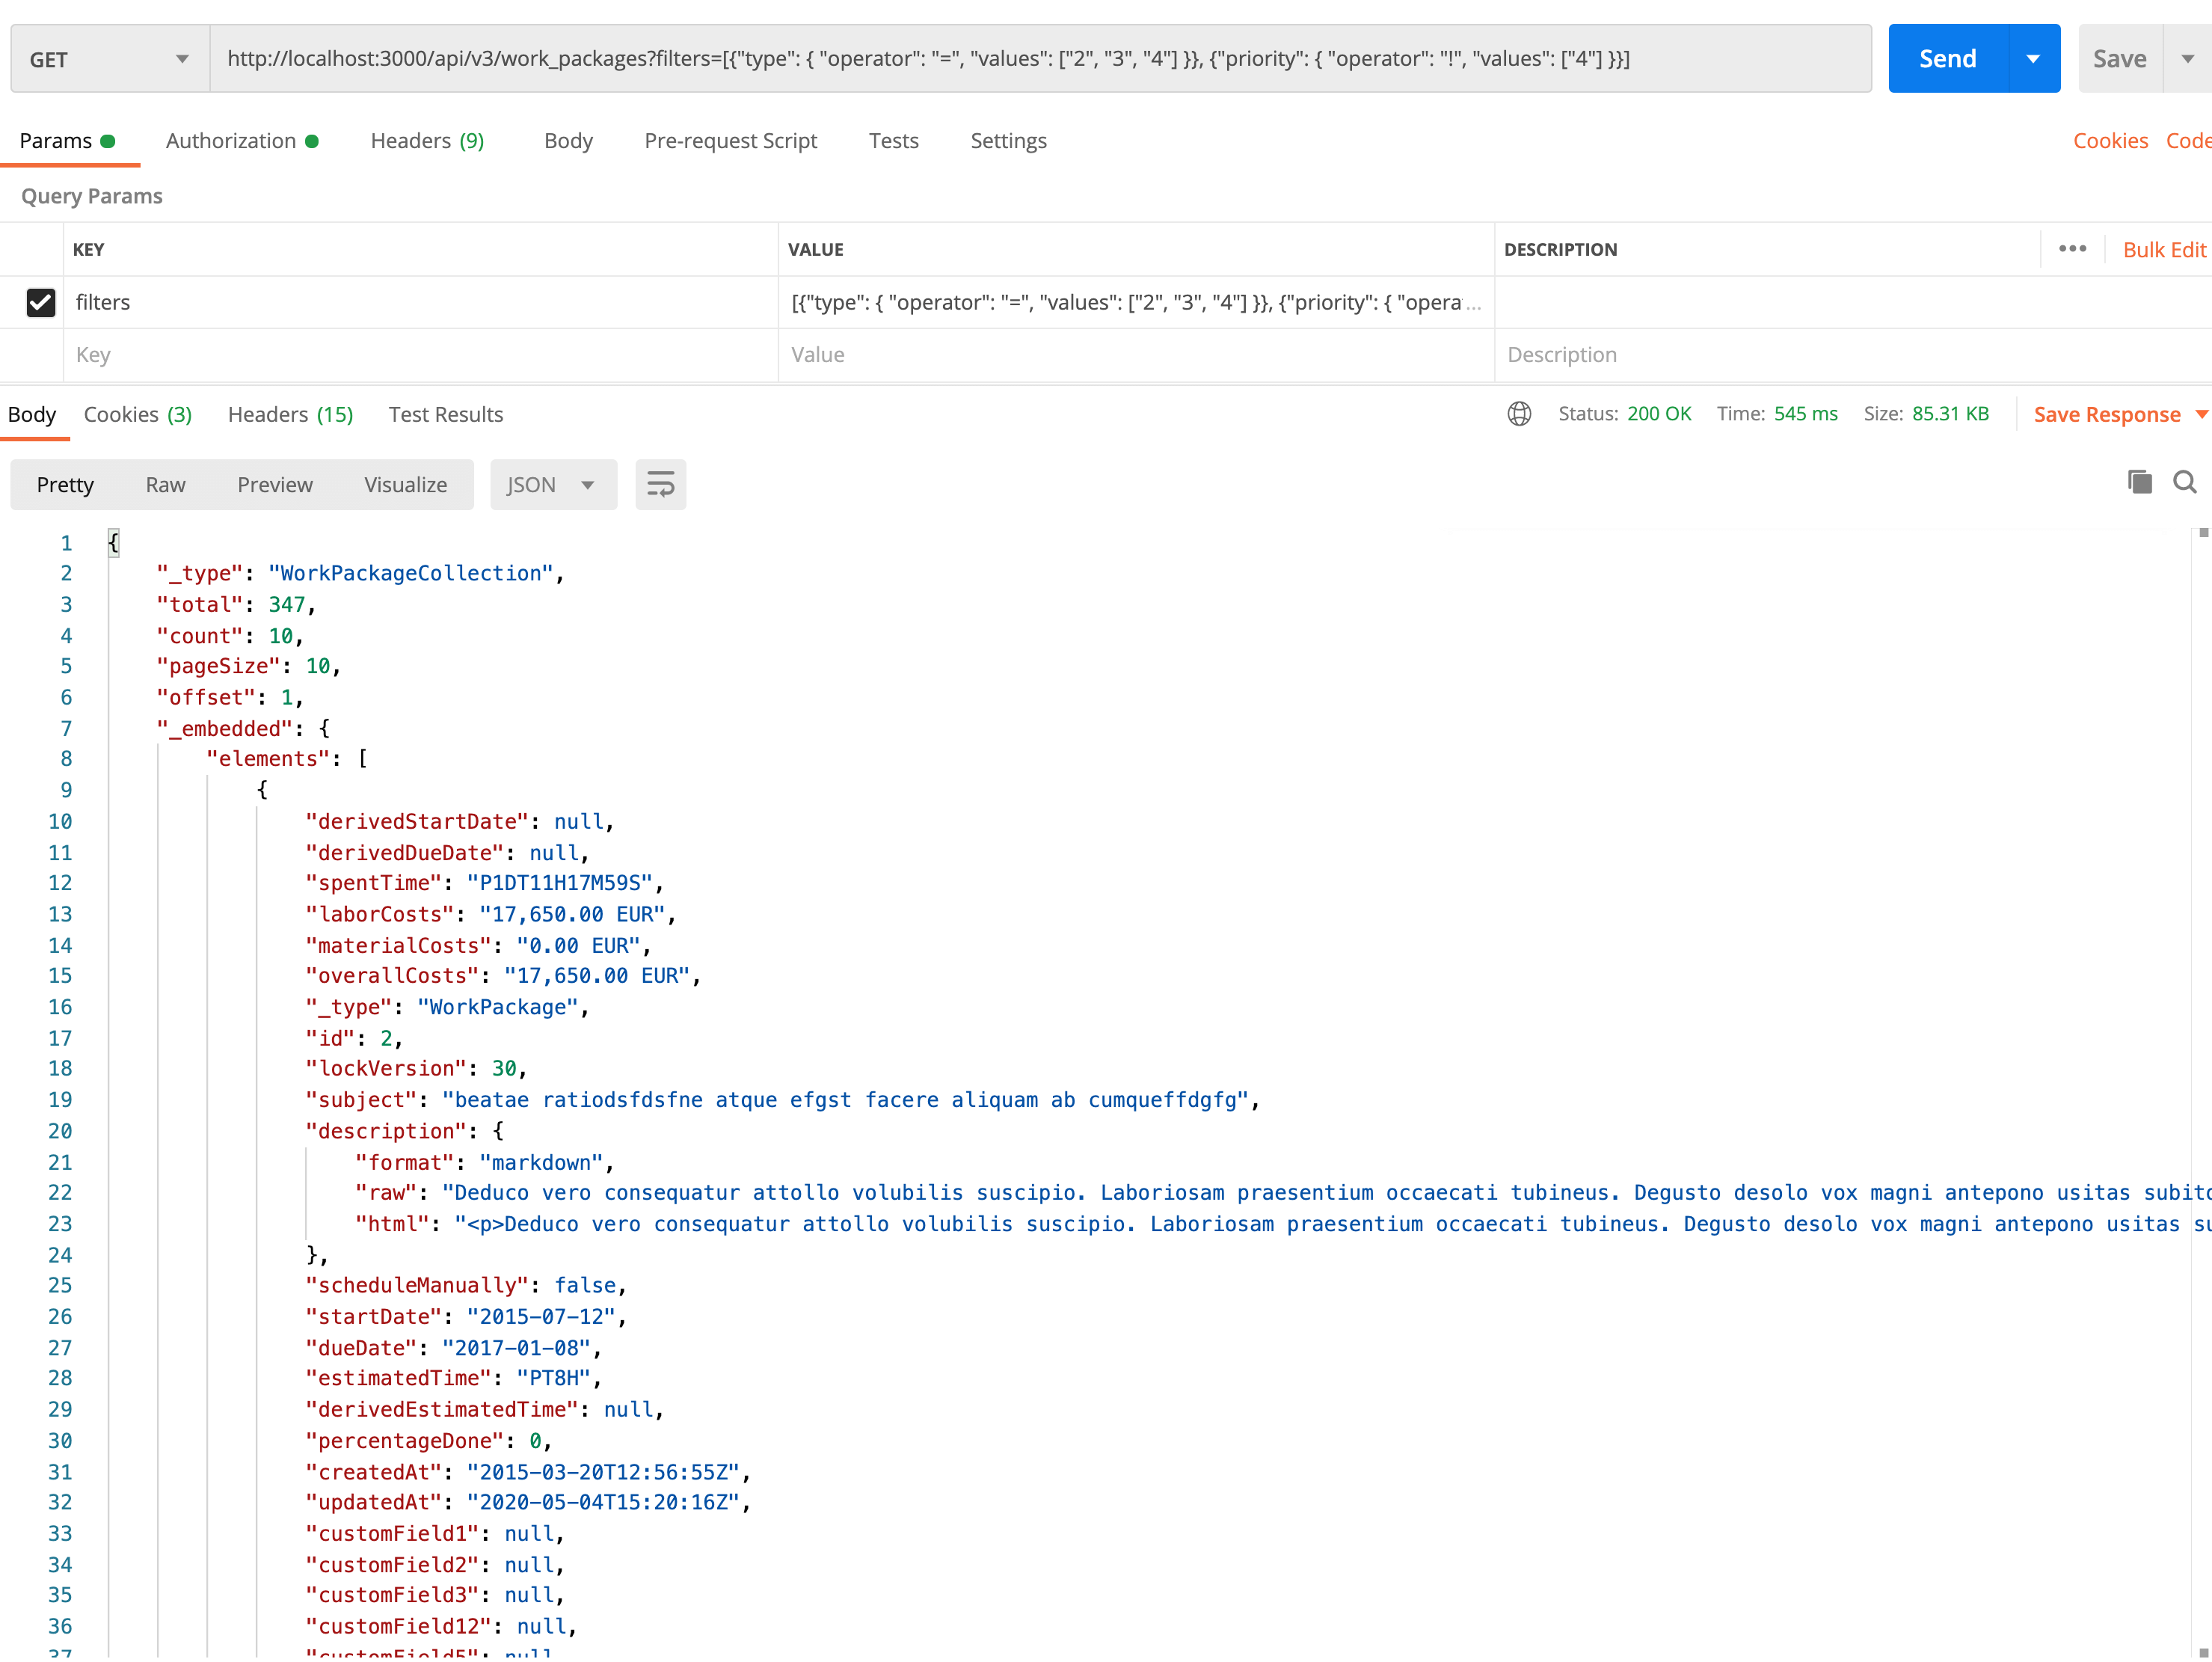 GET http://localhost:3000/api/v3/work_packages?filters=[{"type": { "operator": "=", "values": ["2", "3", "4"] }}, {"priority": { "operator": "!", "values": ["4"] }}] Send Save
Params Authorization Headers (9) Body Pre-request Script Tests Settings Cookies Code
Query Params
KEY VALUE DESCRIPTION ••• Bulk Edit
filters [{"type": { "operator": "=", "values": ["2", "3", "4"] }}, {"priority": { "opera ...
Key Value Description
Body Cookies (3) Headers (15) Test Results Status: 200 OK Time: 545 ms Size: 85.31 KB Save Response
Pretty Raw Preview Visualize JSON
1 {
2 "_type": "WorkPackageCollection",
3 "total": 347,
4 "count": 10,
5 "pageSize": 10,
6 "offset": 1,
7 "_embedded": {
8 "elements": [
9 {
10 "derivedStartDate": null,
11 "derivedDueDate": null,
12 "spentTime": "P1DT11H17M59S",
13 "laborCosts": "17,650.00 EUR",
14 "materialCosts": "0.00 EUR",
15 "overallCosts": "17,650.00 EUR",
16 "_type": "WorkPackage",
17 "id": 2,
18 "lockVersion": 30,
19 "subject": "beatae ratiodsfdsfne atque efgst facere aliquam ab cumqueffdgfg",
20 "description": {
21 "format": "markdown",
22 "raw": "Deduco vero consequatur attollo volubilis suscipio. Laboriosam praesentium occaecati tubineus. Degusto desolo vox magni antepono usitas subito
23 "html": "<p>Deduco vero consequatur attollo volubilis suscipio. Laboriosam praesentium occaecati tubineus. Degusto desolo vox magni antepono usitas su
24 },
25 "scheduleManually": false,
26 "startDate": "2015-07-12",
27 "dueDate": "2017-01-08",
28 "estimatedTime": "PT8H",
29 "derivedEstimatedTime": null,
30 "percentageDone": 0,
31 "createdAt": "2015-03-20T12:56:55Z",
32 "updatedAt": "2020-05-04T15:20:16Z",
33 "customField1": null,
34 "customField2": null,
35 "customField3": null,
36 "customField12": null,
37 "customField5": null